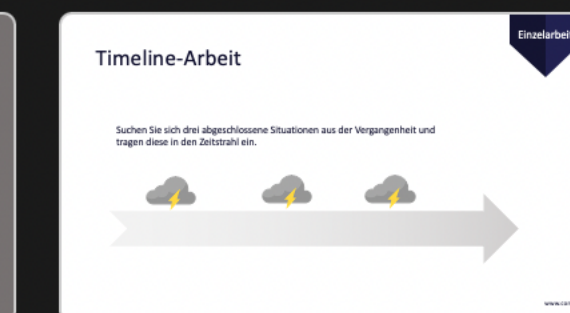 Einzelarbeit
Timeline-Arbeit
Suchen Sie sich drei abgeschlossene Situationen aus der Vergangenheit und
tragen diese in den Zeitstrahl ein.